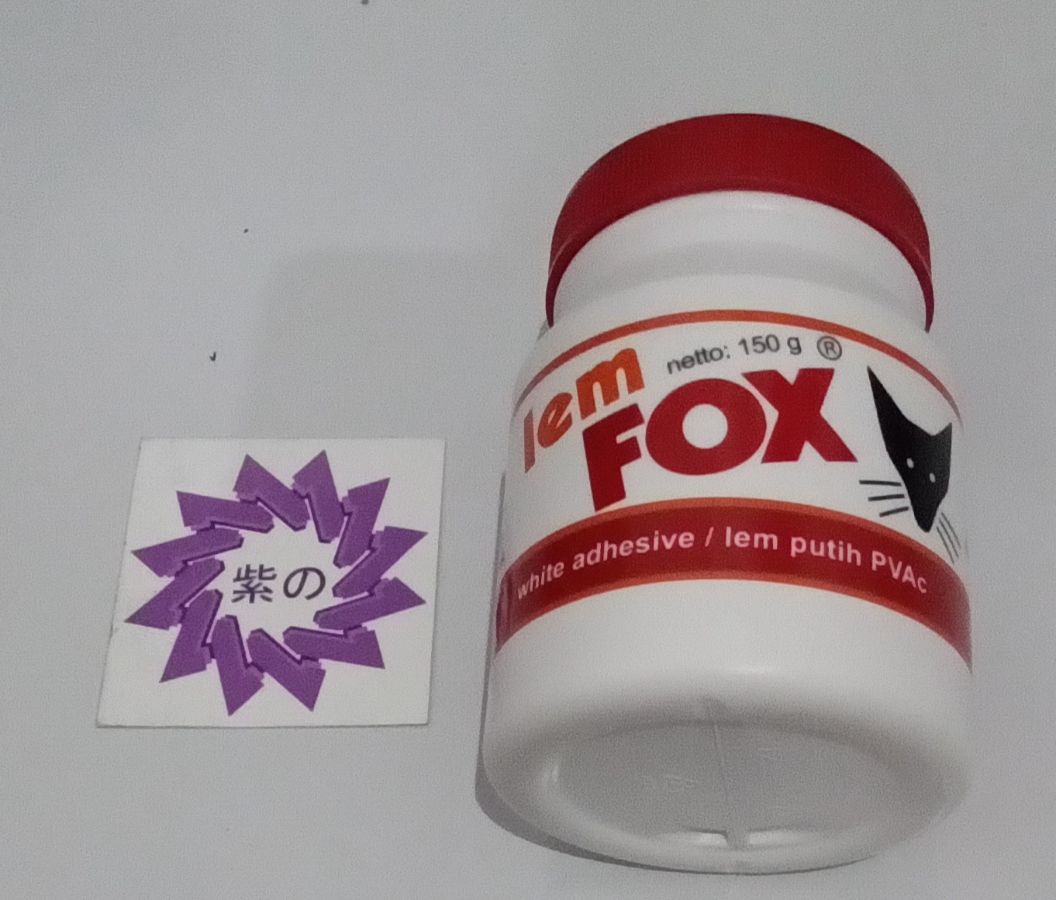 紫の
lem
netto: 150 g ®
FOX
white adhesive / lem putih PVAc